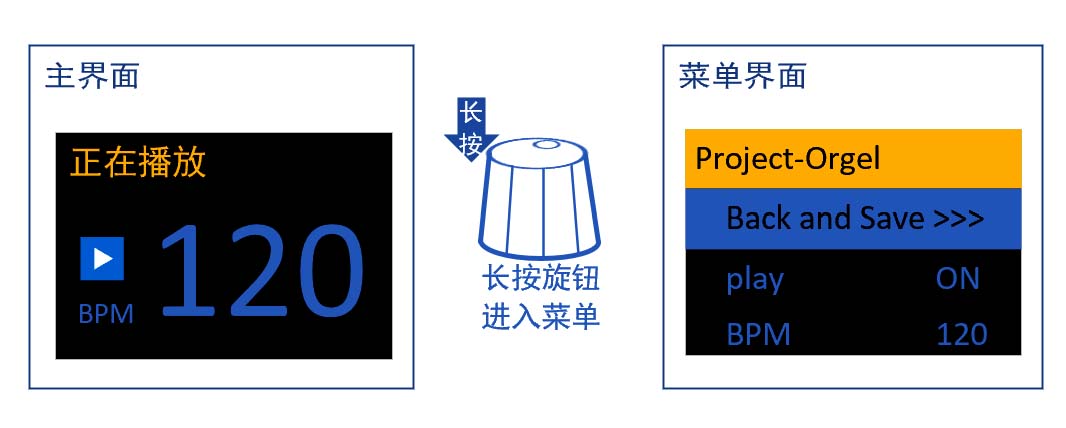 主界面
正在播放
120
BPM
长
按
长按旋钮
进入菜单
菜单界面
Project-Orgel
Back and Save >>>
play ON
BPM 120